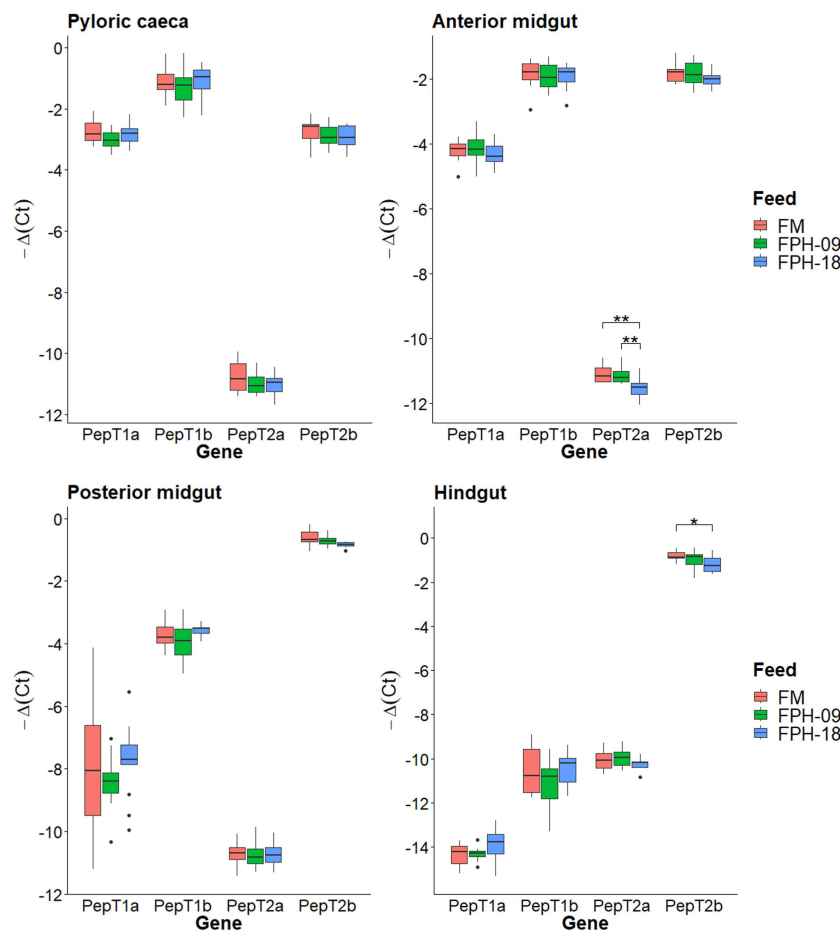 Pyloric caeca
0
-2
-4
-6
-8
-10
-12
− Δ(Ct)
PepT1a PepT1b PepT2a PepT2b
Gene
Anterior midgut
-2
-4
-6
-8
-10
-12
− Δ(Ct)
**
**
PepT1a PepT1b PepT2a PepT2b
Gene
Feed
FM
FPH-09
FPH-18
Posterior midgut
0
-2
-4
-6
-8
-10
-12
− Δ(Ct)
PepT1a PepT1b PepT2a PepT2b
Gene
Hindgut
0
-2
-4
-6
-8
-10
-12
-14
− Δ(Ct)
*
PepT1a PepT1b PepT2a PepT2b
Gene
Feed
FM
FPH-09
FPH-18